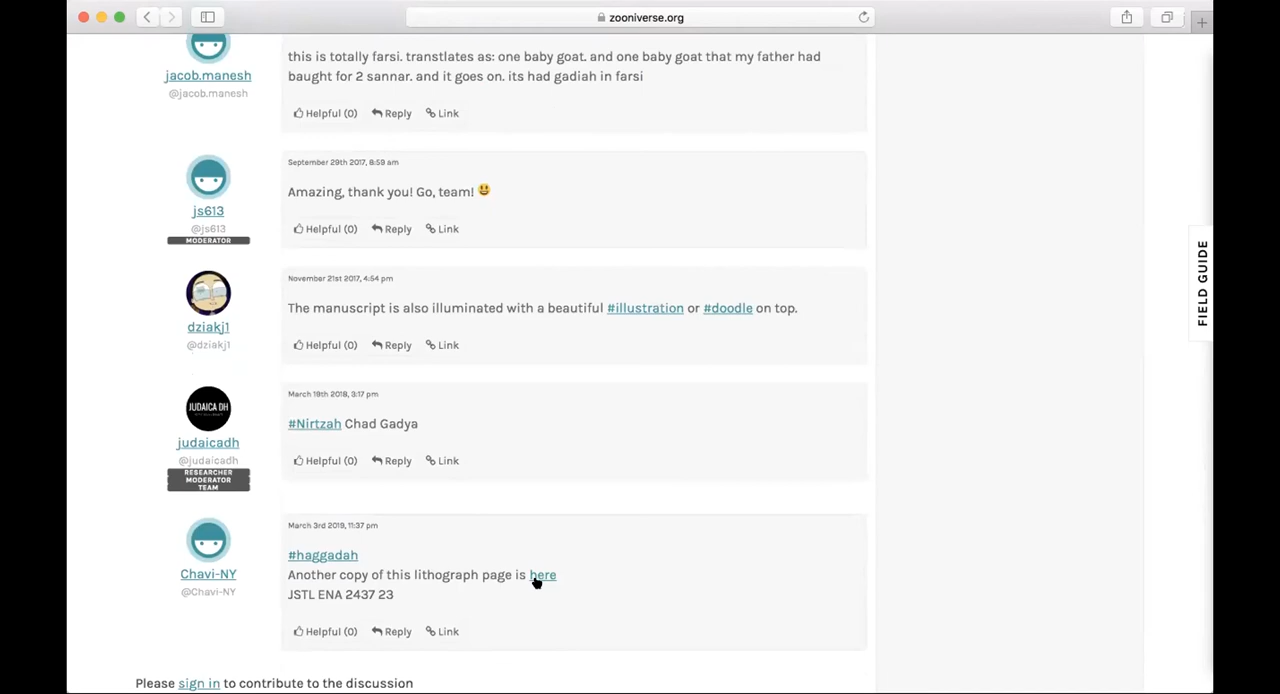 zooniverse.org
this is totally farsi. transtlates as: one baby goat. and one baby goat that my father had
baught for 2 sannar. and it goes on. its had gadiah in farsi
jacob.manesh
@jacob.manesh
Helpful (0) Reply Link
September 29th 2017, 8:59 am
Amazing, thank you! Go, team! 😃
js613
@js613
MODERATOR
Helpful (0) Reply Link
November 21st 2017, 4:54 pm
The manuscript is also illuminated with a beautiful #illustration or #doodle on top.
dziakj1
@dziakj1
Helpful (0) Reply Link
March 19th 2018, 3:17 pm
JUDAICA DH
#Nirtzah Chad Gadya
judaicadh
@judaicadh
RESEARCHER
MODERATOR
TEAM
Helpful (0) Reply Link
March 3rd 2019, 11:37 pm
#haggadah
Another copy of this lithograph page is here
JSTL ENA 2437 23
Chavi-NY
@Chavi-NY
Helpful (0) Reply Link
Please sign in to contribute to the discussion
FIELD GUIDE